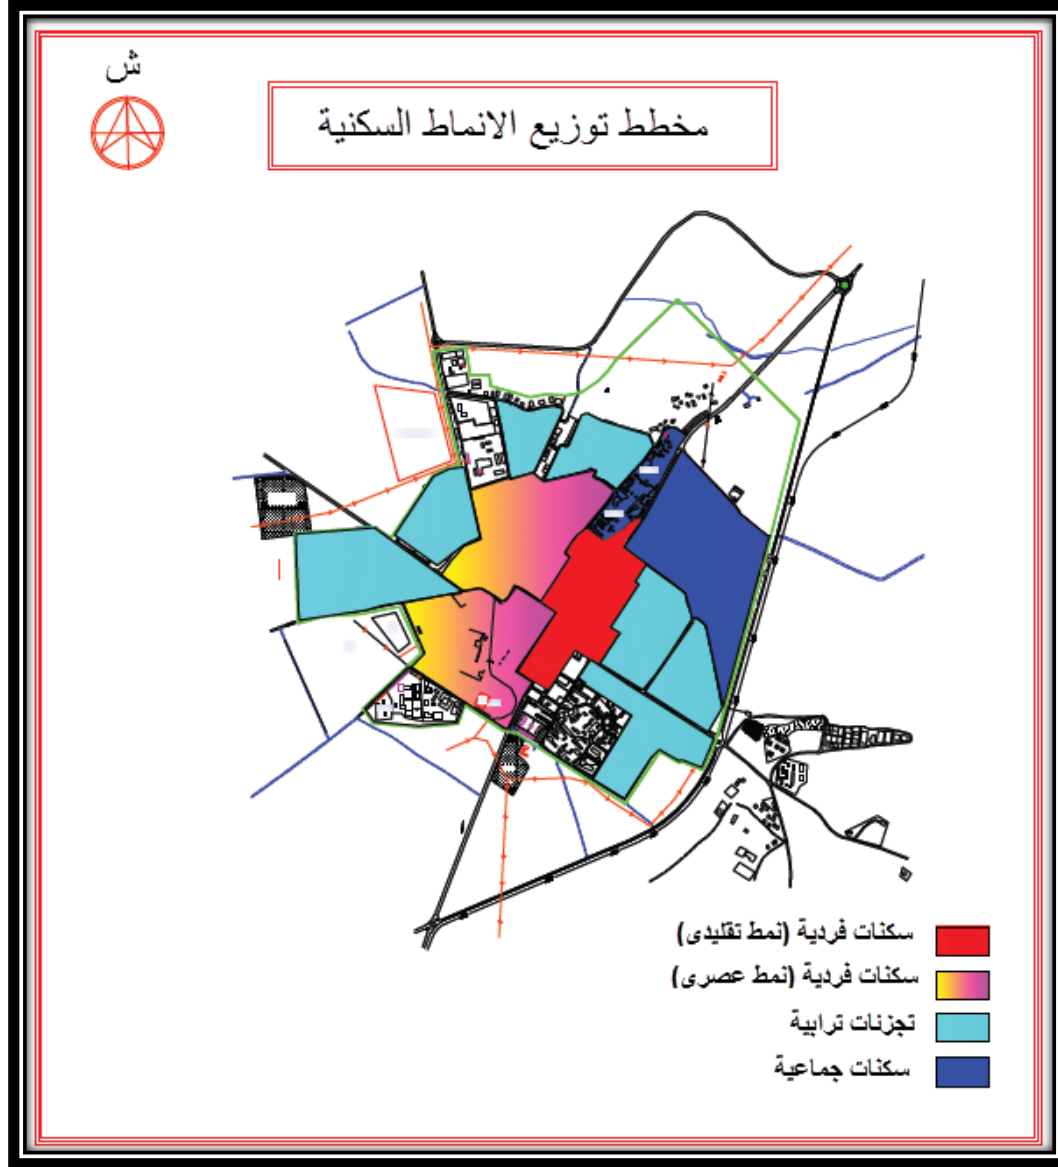 ش
مخطط توزيع الانماط السكنية
سكنات فردية (نمط تقليدى)
سكنات فردية (نمط عصرى)
تجزئات ترابية
سكنات جماعية